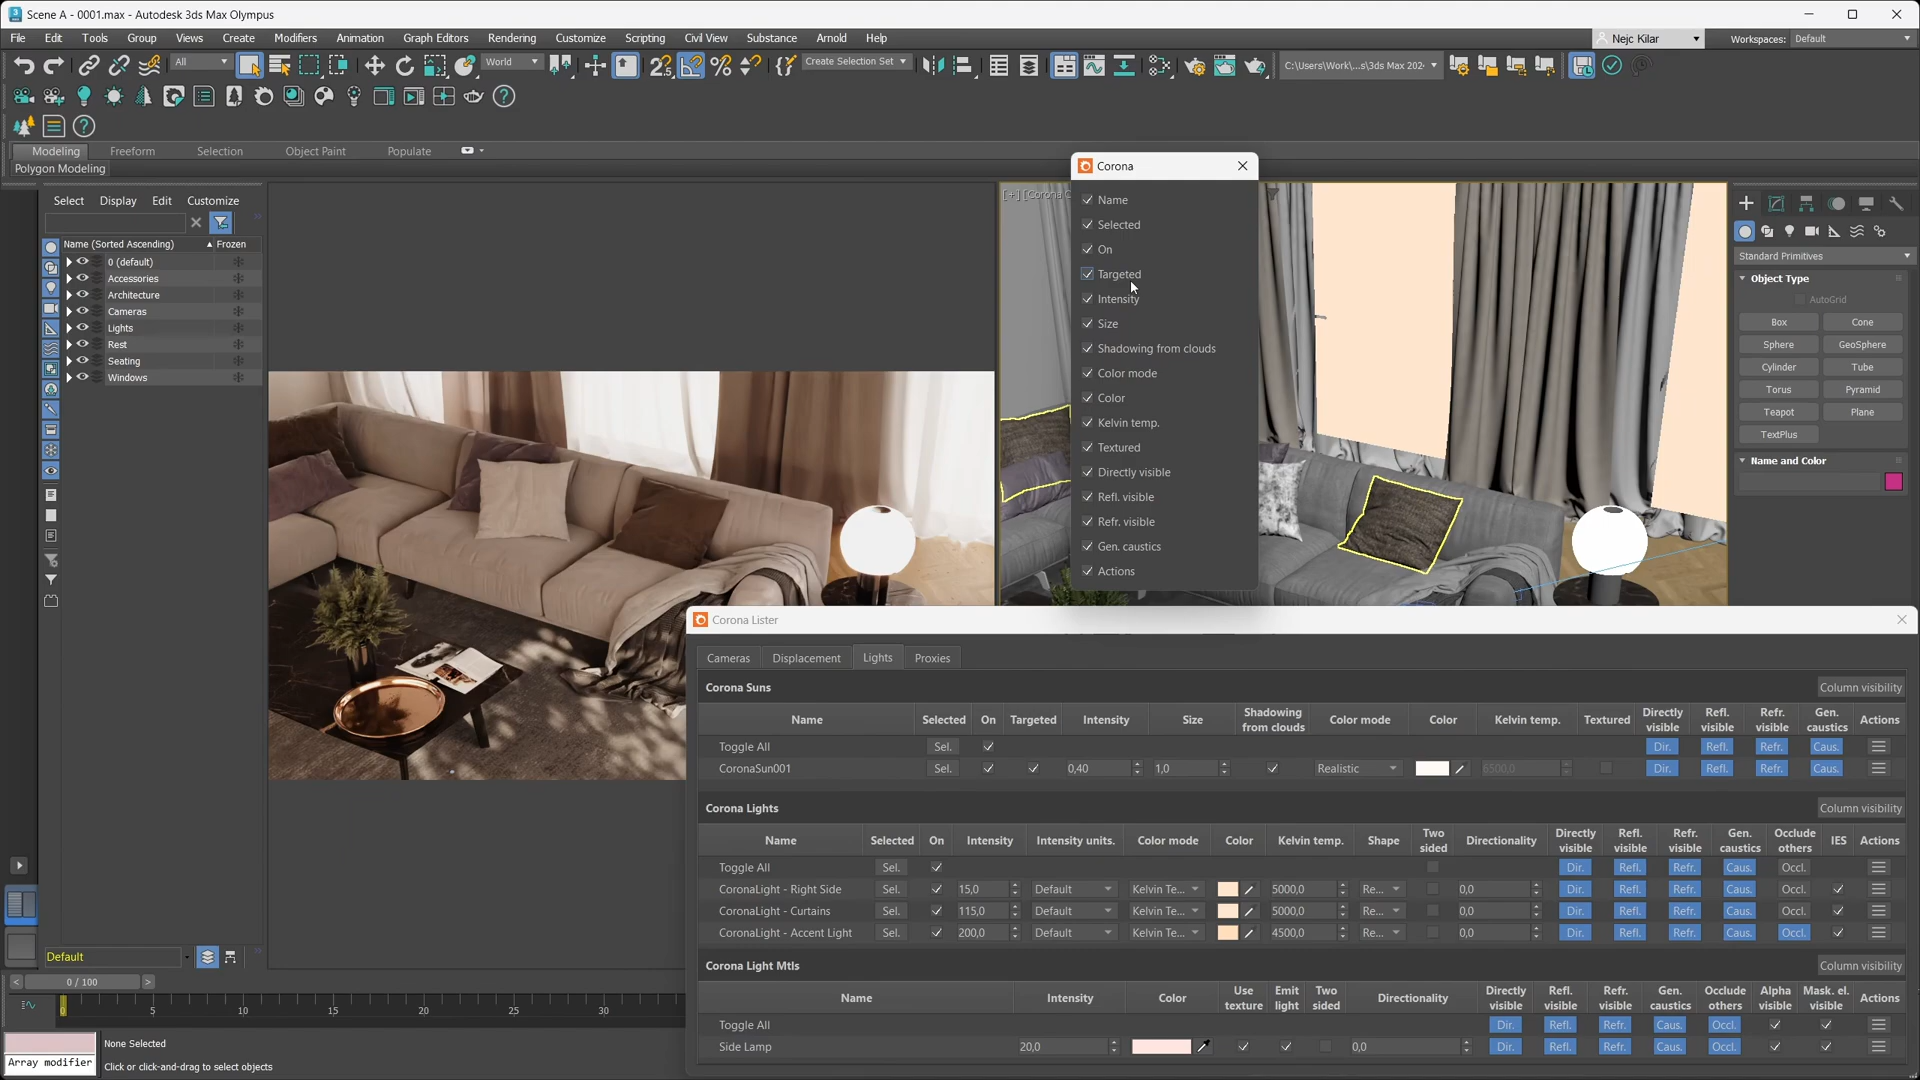 Scene A - 0001.max - Autodesk 3ds Max Olympus
File Edit Tools Group Views Create Modifiers Animation Graph Editors Rendering Customize Scripting Civil View Substance Arnold Help
Nejc Kilar
Workspaces: Default
All
World
Create Selection Set
C:\Users\Work\...s\3ds Max 202
Modeling Freeform Selection Object Paint Populate
Polygon Modeling
Select Display Edit Customize
Name (Sorted Ascending) Frozen
0 (default)
Accessories
Architecture
Cameras
Lights
Rest
Seating
Windows
Default
0 / 100
5 10 15 20 25 30
Array modifier
None Selected
Click or click-and-drag to select objects
[+] [Corona C
Corona
Name
Selected
On
Targeted
Intensity
Size
Shadowing from clouds
Color mode
Color
Kelvin temp.
Textured
Directly visible
Refl. visible
Refr. visible
Gen. caustics
Actions
Standard Primitives
Object Type
AutoGrid
Box Cone
Sphere GeoSphere
Cylinder Tube
Torus Pyramid
Teapot Plane
TextPlus
Name and Color
Corona Lister
Cameras Displacement Lights Proxies
Corona Suns Column visibility
Name Selected On Targeted Intensity Size Shadowing from clouds Color mode Color Kelvin temp. Textured Directly visible Refl. visible Refr. visible Gen. caustics Actions
Toggle All Sel. Dir. Refl. Refr. Caus.
CoronaSun001 Sel. 0,40 1,0 Realistic 6500,0 Dir. Refl. Refr. Caus.
Corona Lights Column visibility
Name Selected On Intensity Intensity units. Color mode Color Kelvin temp. Shape Two sided Directionality Directly visible Refl. visible Refr. visible Gen. caustics Occlude others IES Actions
Toggle All Sel. Dir. Refl. Refr. Caus. Occl.
CoronaLight - Right Side Sel. 15,0 Default Kelvin Te... 5000,0 Re... 0,0 Dir. Refl. Refr. Caus. Occl.
CoronaLight - Curtains Sel. 115,0 Default Kelvin Te... 5000,0 Re... 0,0 Dir. Refl. Refr. Caus. Occl.
CoronaLight - Accent Light Sel. 200,0 Default Kelvin Te... 4500,0 Re... 0,0 Dir. Refl. Refr. Caus. Occl.
Corona Light Mtls Column visibility
Name Intensity Color Use texture Emit light Two sided Directionality Directly visible Refl. visible Refr. visible Gen. caustics Occlude others Alpha visible Mask. el. visible Actions
Toggle All Dir. Refl. Refr. Caus. Occl.
Side Lamp 20,0 0,0 Dir. Refl. Refr. Caus. Occl.